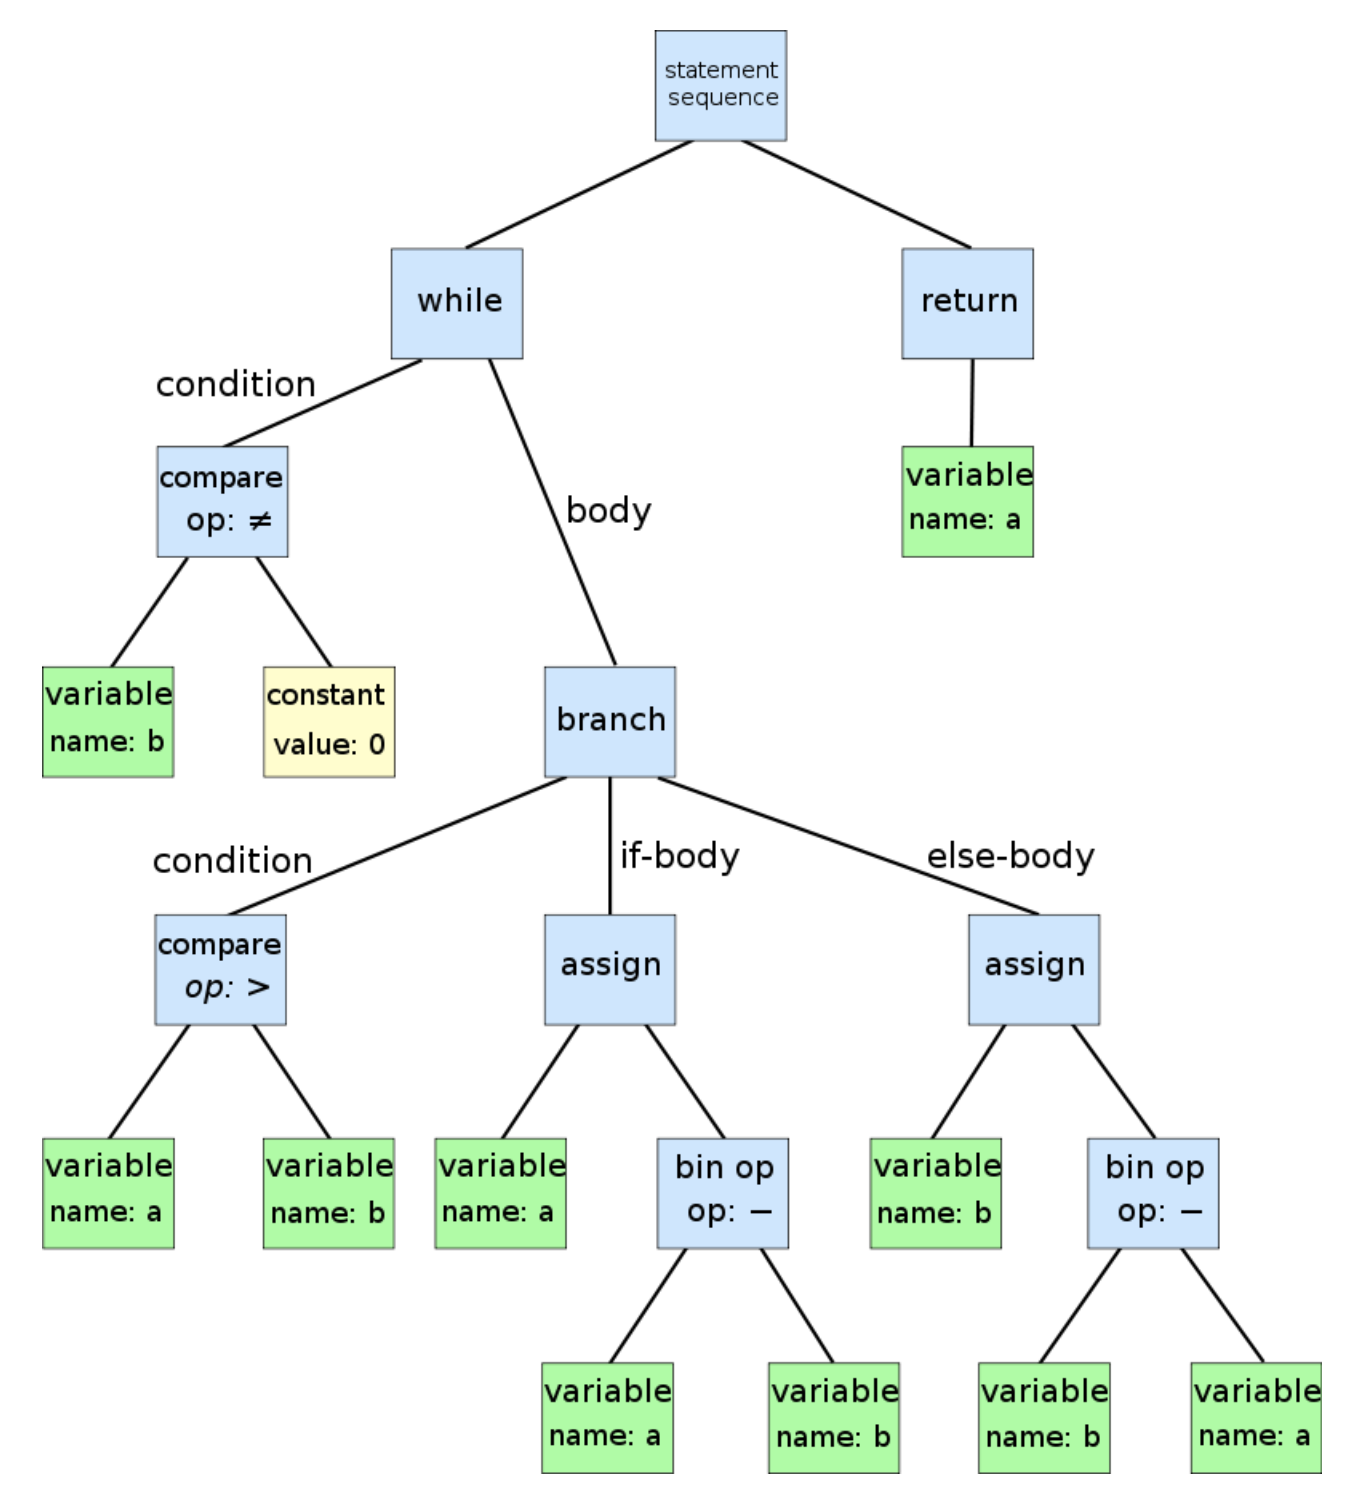 statement
sequence
while
return
condition
compare
op: ≠
body
variable
name: a
variable
name: b
constant
value: 0
branch
condition
if-body
else-body
compare
op: >
assign
assign
variable
name: a
variable
name: b
variable
name: a
bin op
op: −
variable
name: b
bin op
op: −
variable
name: a
variable
name: b
variable
name: b
variable
name: a